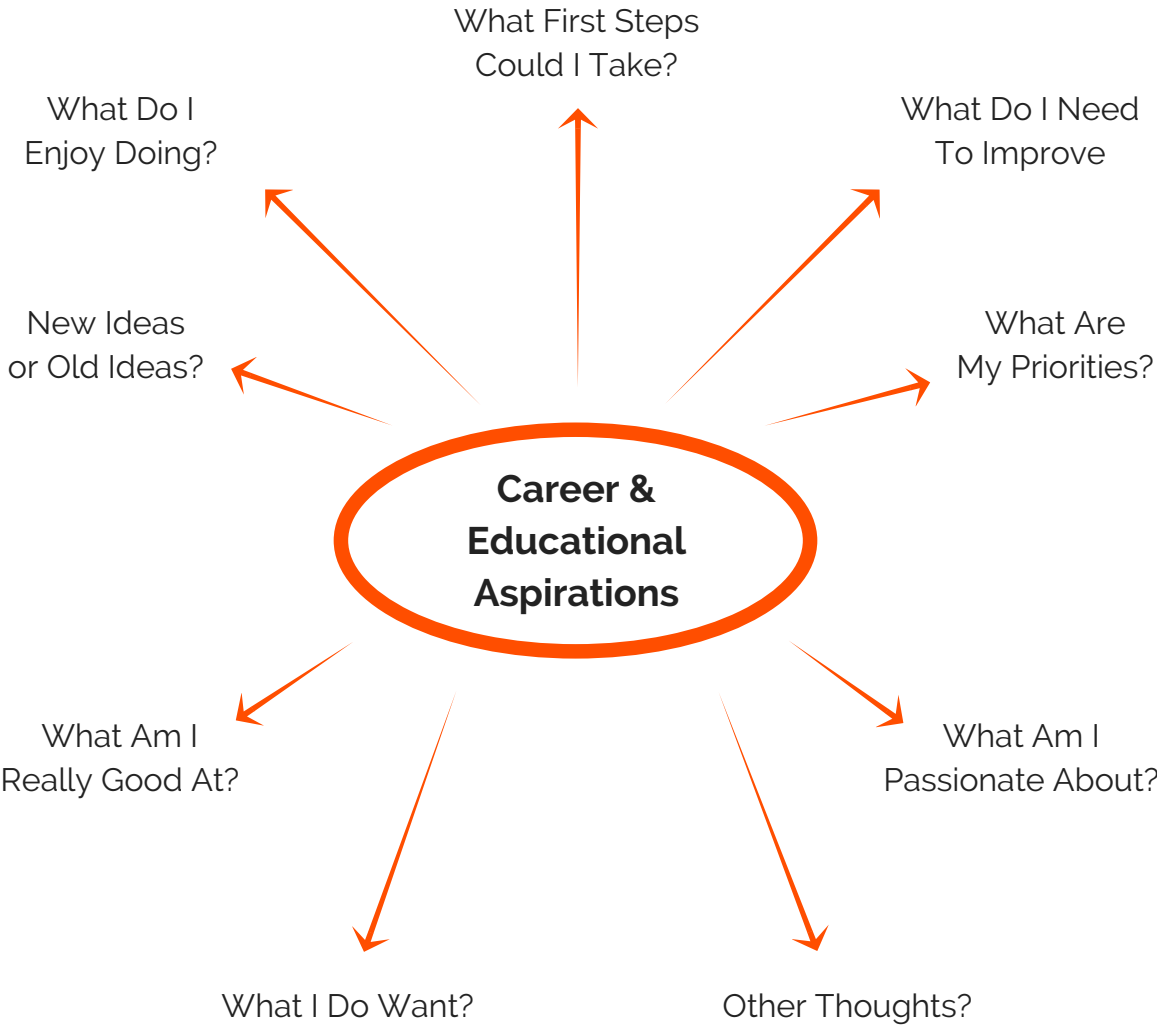 What First Steps
Could I Take?
What Do I
Enjoy Doing?
What Do I Need
To Improve
New Ideas
or Old Ideas?
What Are
My Priorities?
Career &
Educational
Aspirations
What Am I
Really Good At?
What Am I
Passionate About?
What I Do Want?
Other Thoughts?